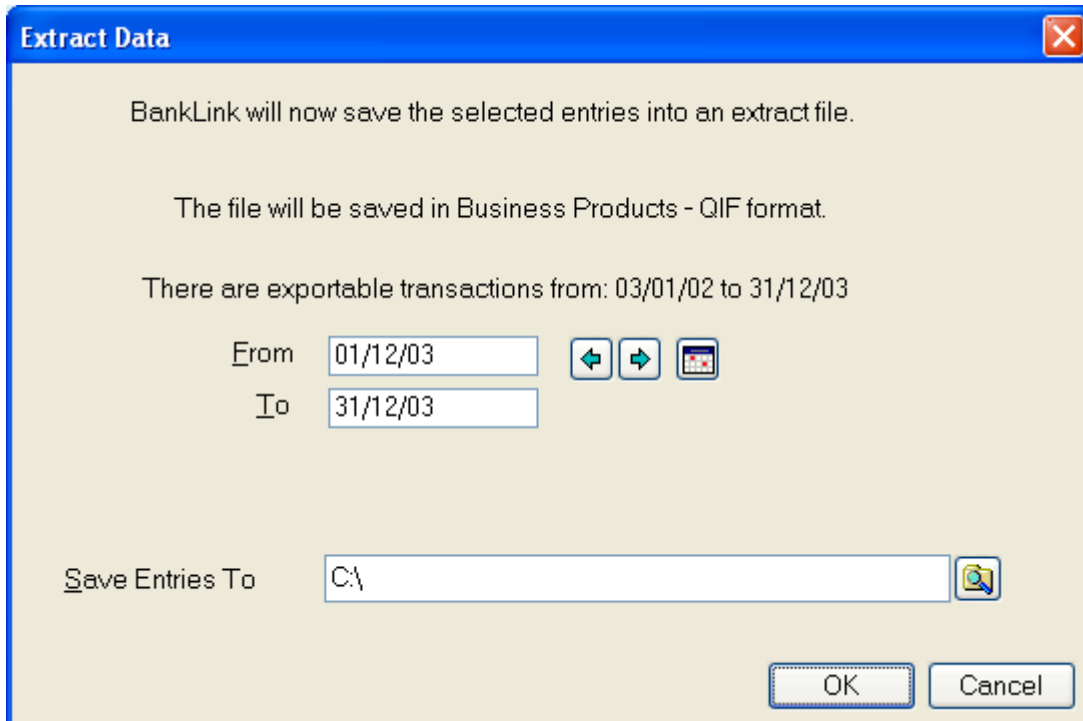 Extract Data
BankLink will now save the selected entries into an extract file.
The file will be saved in Business Products - QIF format.
There are exportable transactions from: 03/01/02 to 31/12/03
From 01/12/03
To 31/12/03
Save Entries To C:\
OK Cancel